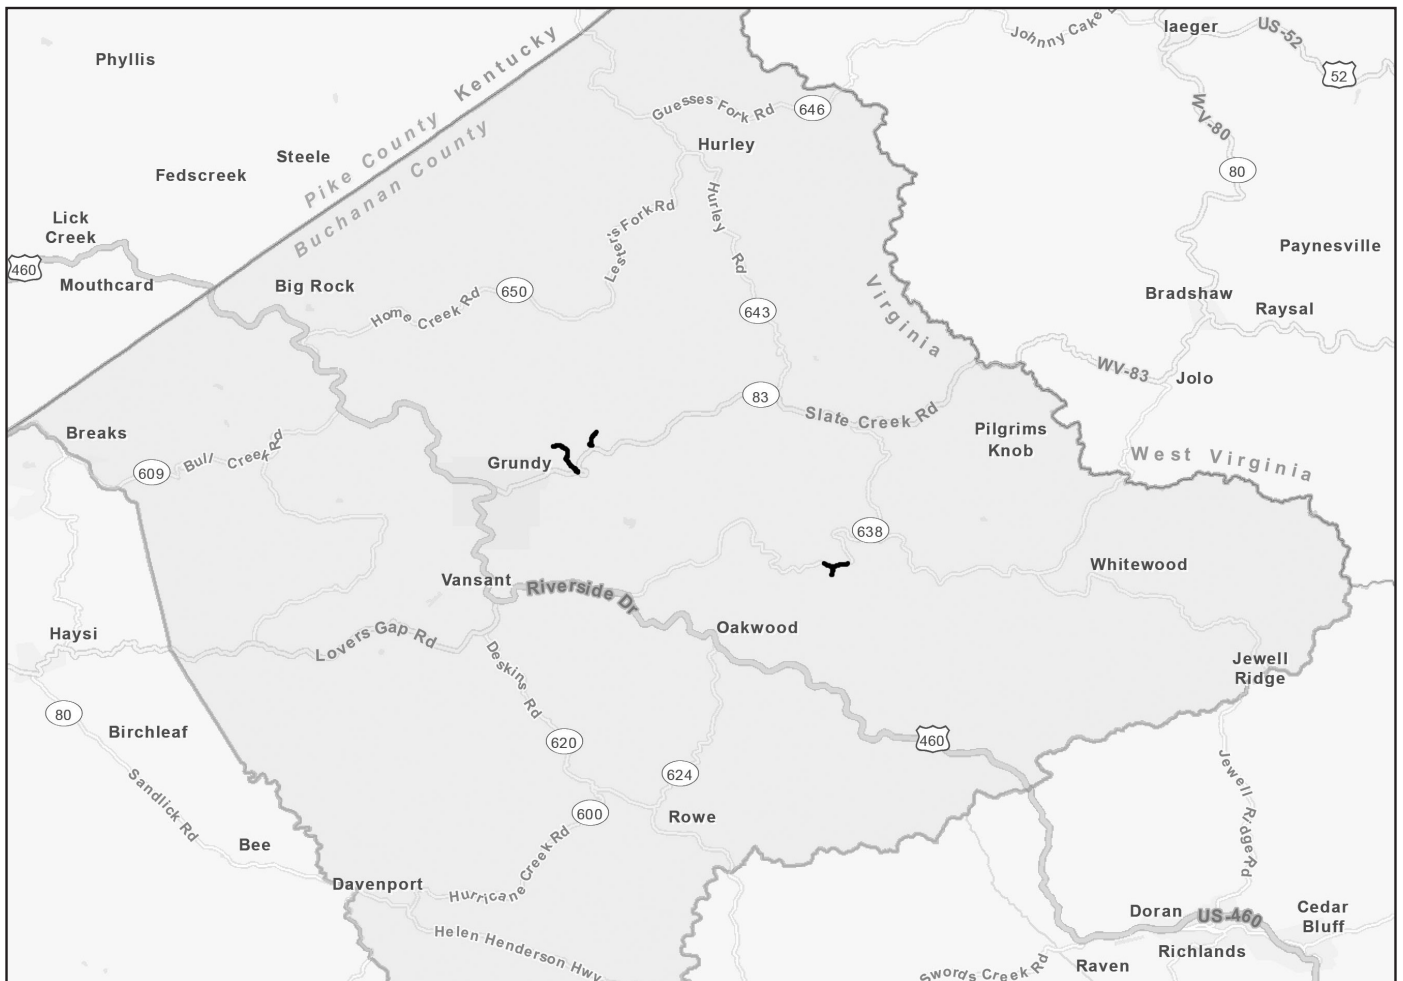 Phyllis
Johnny Cake
Iaeger
US-52
52
Kentucky
Pike County
Buchanan County
Steele
Fedscreek
Guesses Fork Rd
646
Hurley
WV-80
80
Lick
Creek
460
Mouthcard
Lester's Fork Rd
Hurley Rd
Paynesville
Big Rock
650
Home Creek Rd
643
Virginia
Bradshaw
Raysal
WV-83
Jolo
83
Slate Creek Rd
Pilgrims
Knob
Breaks
609
Bull Creek Rd
Grundy
West Virginia
638
Whitewood
Vansant
Riverside Dr
Oakwood
Haysi
Lovers Gap Rd
Deskins Rd
Jewell
Ridge
80
Birchleaf
620
460
624
Sandlick Rd
600
Rowe
Jewell Ridge Rd
Bee
Davenport
Hurricane Creek Rd
Helen Henderson Hwy
Doran
US-460
Cedar
Bluff
Richlands
Raven
Swords Creek Rd